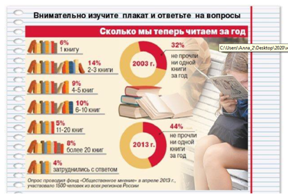 Внимательно изучите плакат и ответьте на вопросы
Сколько мы теперь читаем за год
6%
1 книгу
14%
2-3 книги
9%
4-5 книг
10%
6-10 книг
5%
11-20 книг
8%
более 20 книг
4%
затруднились с ответом
2003 г.
32%
не прочли
ни одной
книги
за год
2013 г.
44%
не прочли
ни одной
книги
за год
Опрос проводил фонд «Общественное мнение» в апреле 2013 г.,
участвовало 1500 человек из всех регионов России